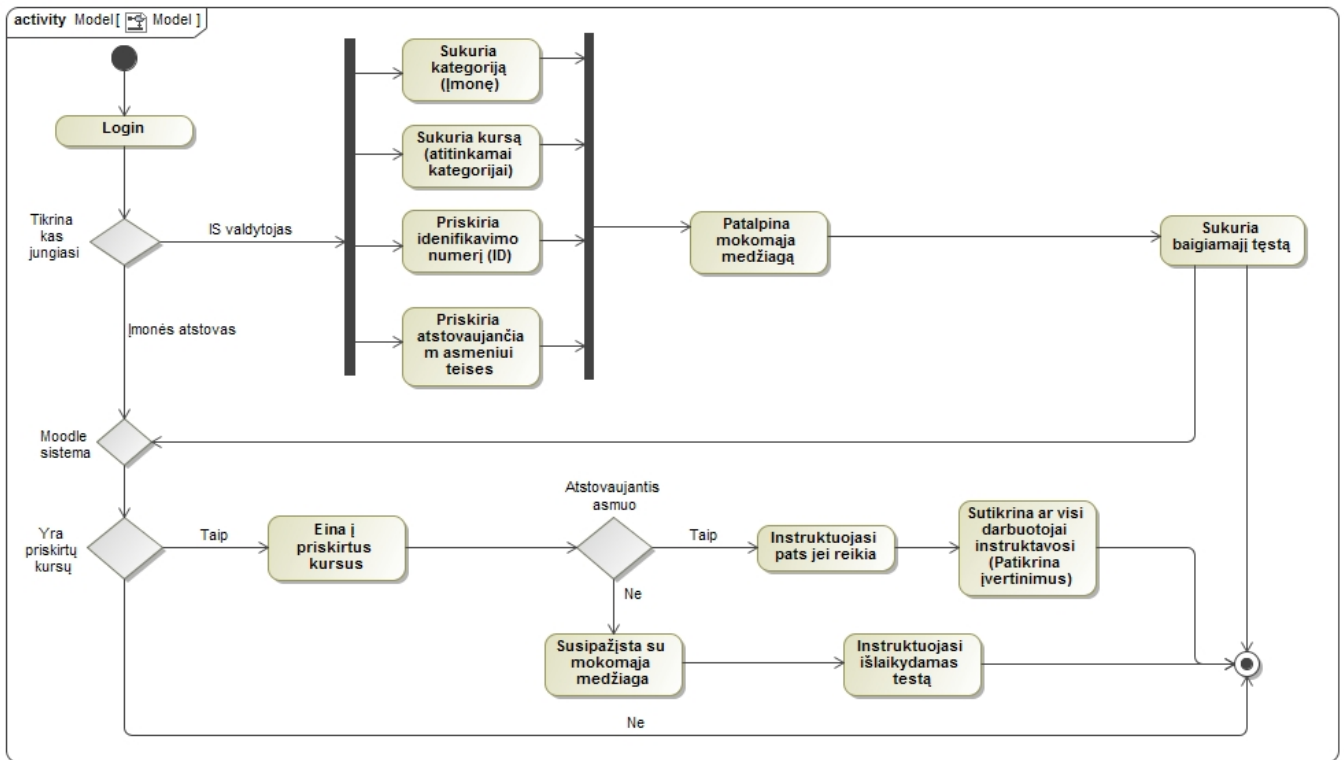 activity Model [ Model ]
Login
Tikrina
kas
jungiasi
IS valdytojas
Įmonės atstovas
Sukuria
kategoriją
(Įmonę)
Sukuria kursą
(atitinkamai
kategorijai)
Priskiria
idenifikavimo
numerį (ID)
Priskiria
atstovaujančia
m asmeniui
teises
Patalpina
mokomąja
medžiagą
Sukuria
baigiamajį tęstą
Moodle
sistema
Yra
priskirtų
kursų
Taip
Eina į
priskirtus
kursus
Atstovaujantis
asmuo
Taip
Instruktuojasi
pats jei reikia
Sutikrina ar visi
darbuotojai
instruktavosi
(Patikrina
įvertinimus)
Ne
Susipažįsta su
mokomąja
medžiaga
Instruktuojasi
išlaikydamas
testą
Ne